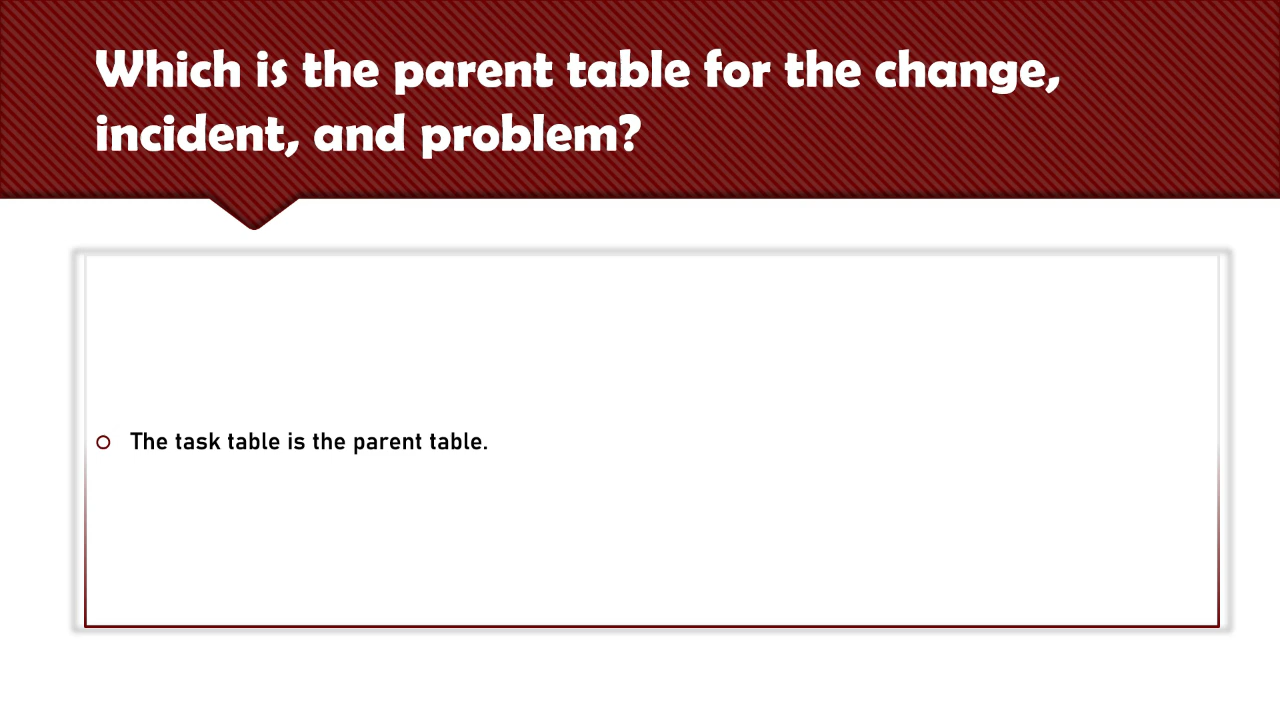 Which is the parent table for the change,
incident, and problem?
The task table is the parent table.